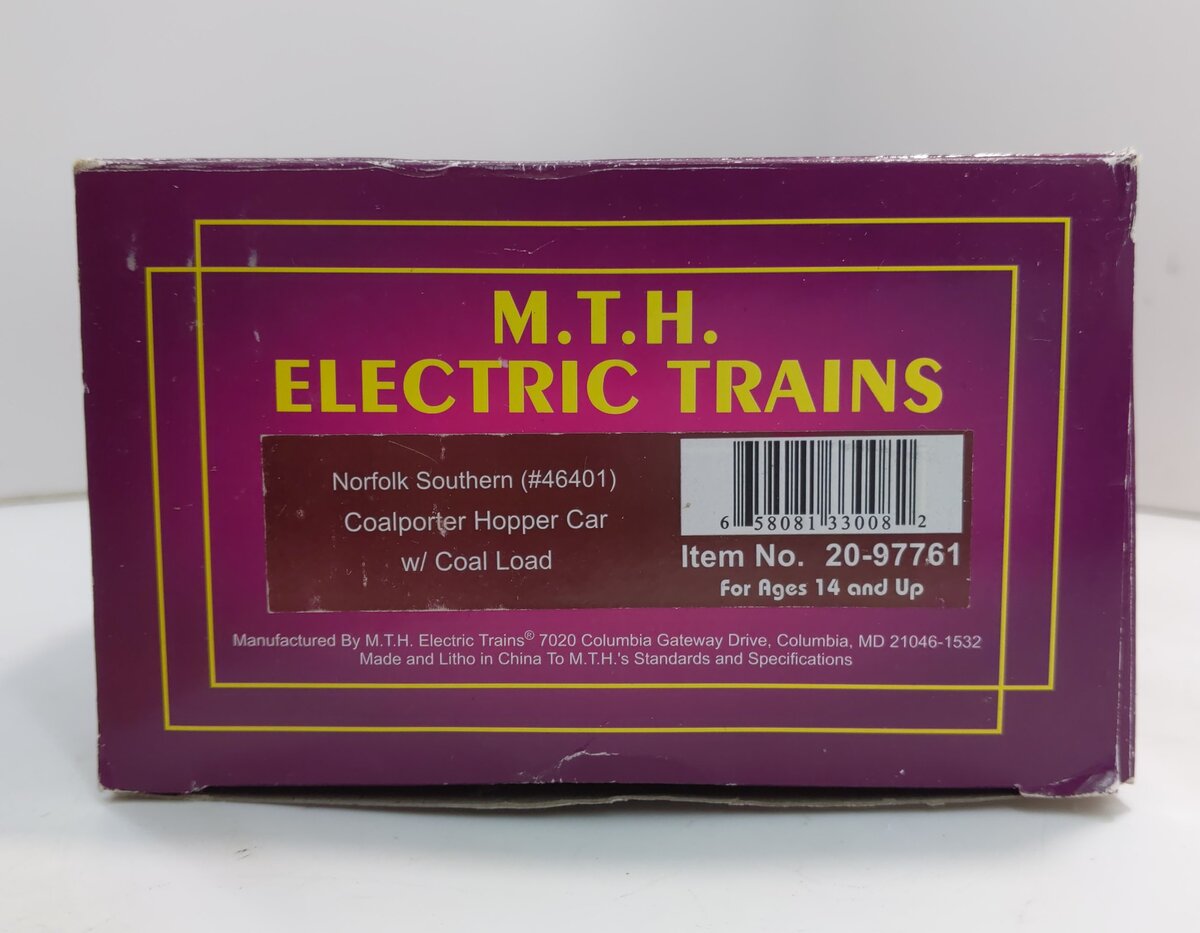 M.T.H.
ELECTRIC TRAINS
Norfolk Southern (#46401)
Coalporter Hopper Car
w/ Coal Load
6 58081 33008 2
Item No. 20-97761
For Ages 14 and Up
Manufactured By M.T.H. Electric Trains® 7020 Columbia Gateway Drive, Columbia, MD 21046-1532
Made and Litho in China To M.T.H.'s Standards and Specifications